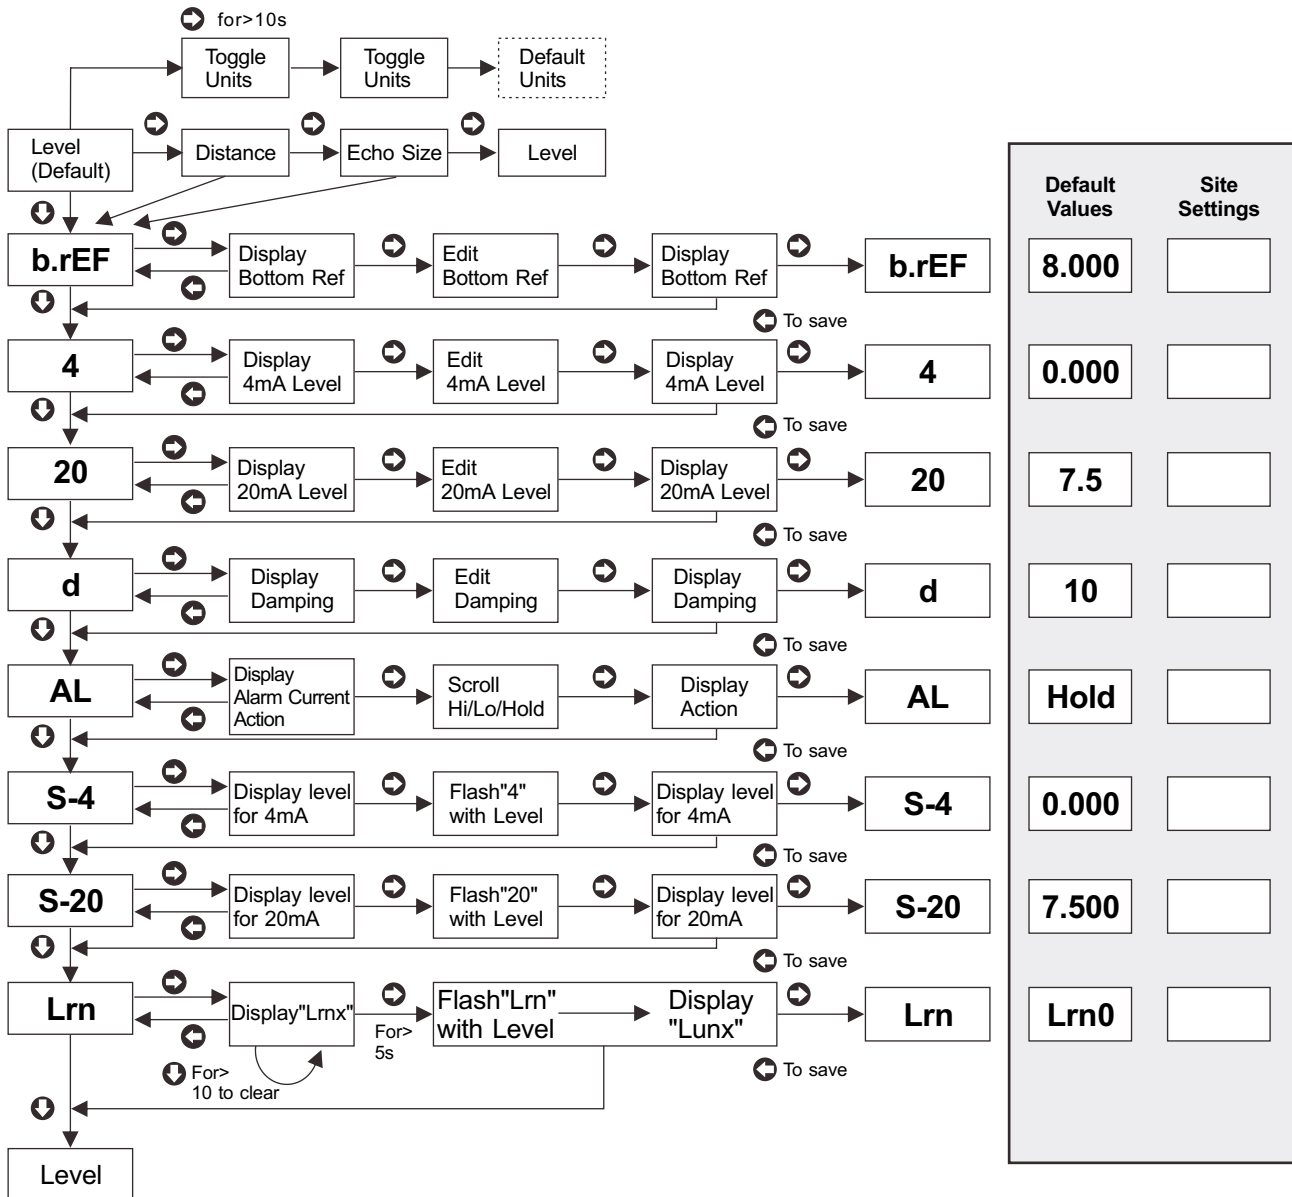 for>10s
Toggle
Units
Toggle
Units
Default
Units
Level
(Default)
Distance
Echo Size
Level
Default
Values
Site
Settings
b.rEF
Display
Bottom Ref
Edit
Bottom Ref
Display
Bottom Ref
b.rEF
8.000
To save
4
Display
4mA Level
Edit
4mA Level
Display
4mA Level
4
0.000
To save
20
Display
20mA Level
Edit
20mA Level
Display
20mA Level
20
7.5
To save
d
Display
Damping
Edit
Damping
Display
Damping
d
10
To save
AL
Display
Alarm Current
Action
Scroll
Hi/Lo/Hold
Display
Action
AL
Hold
To save
S-4
Display level
for 4mA
Flash"4"
with Level
Display level
for 4mA
S-4
0.000
To save
S-20
Display level
for 20mA
Flash"20"
with Level
Display level
for 20mA
S-20
7.500
To save
Lrn
Display"Lrnx"
For>
5s
Flash"Lrn"
with Level
Display
"Lunx"
Lrn
Lrn0
For>
10 to clear
To save
Level